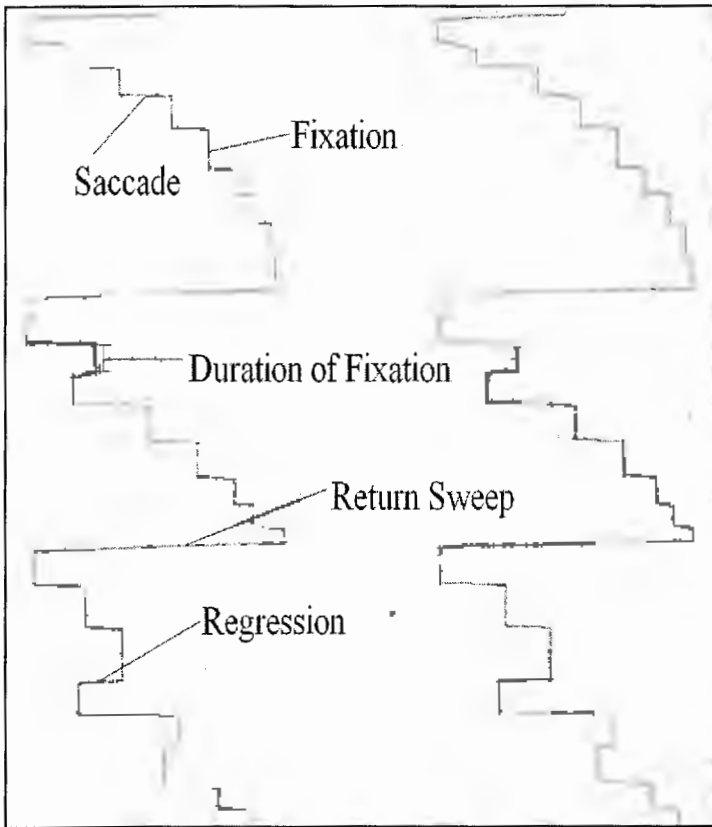 Fixation
Saccade
Duration of Fixation
Return Sweep
Regression